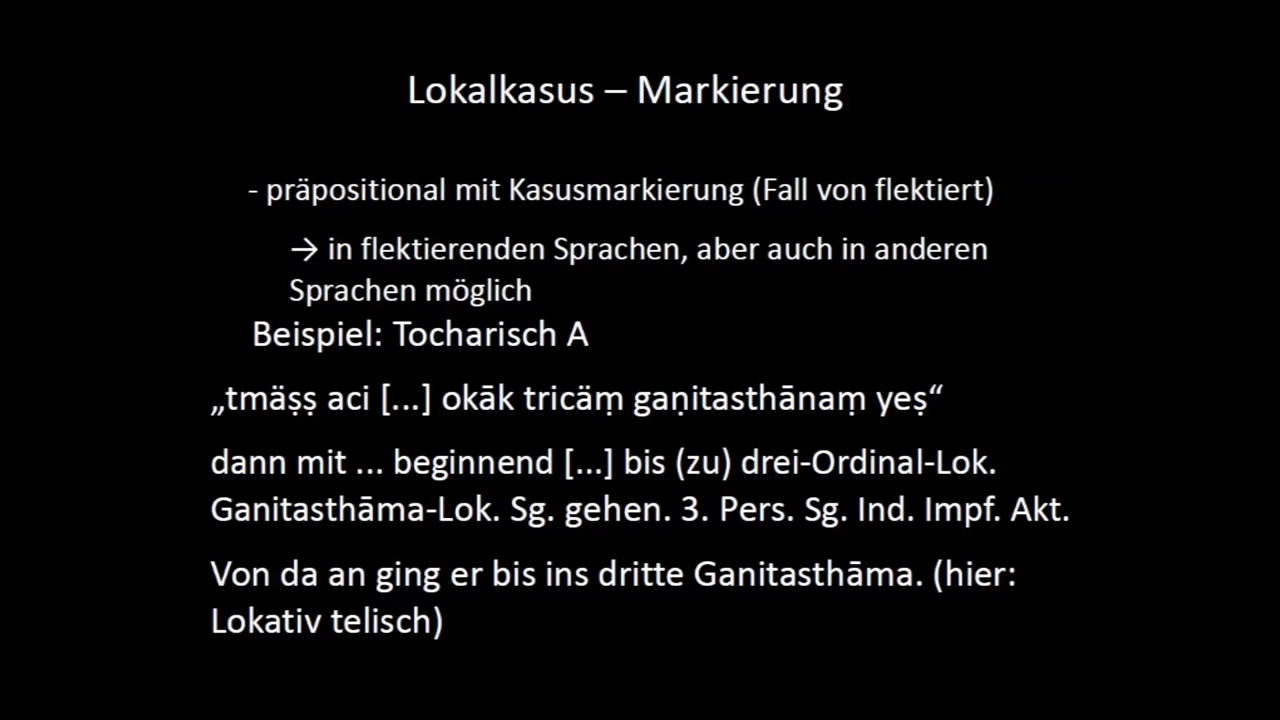 Lokalkasus – Markierung
- präpositional mit Kasusmarkierung (Fall von flektiert)
→ in flektierenden Sprachen, aber auch in anderen
Sprachen möglich
Beispiel: Tocharisch A
„tmäṣṣ aci [...] okāk tricäṃ gaṇitasthānaṃ yeṣ“
dann mit ... beginnend [...] bis (zu) drei-Ordinal-Lok.
Ganitasthāma-Lok. Sg. gehen. 3. Pers. Sg. Ind. Impf. Akt.
Von da an ging er bis ins dritte Ganitasthāma. (hier:
Lokativ telisch)